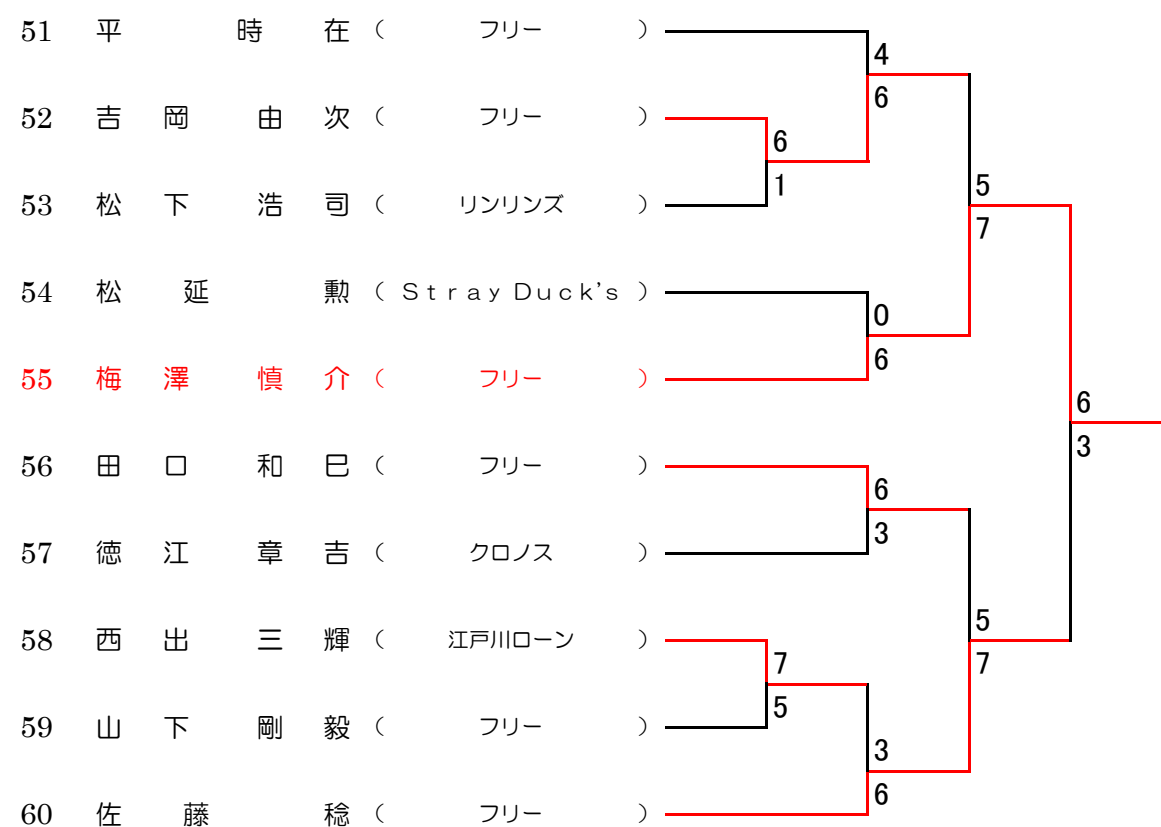 51 平 時 在 （ フリー ）
4
52 吉 岡 由 次 （ フリー ）
6
6
1
53 松 下 浩 司 （ リンリンズ ）
5
7
54 松 延 勲 （ Ｓｔｒａｙ Ｄｕｃｋ’ｓ ）
0
6
55 梅 澤 慎 介 （ フリー ）
6
3
56 田 口 和 巳 （ フリー ）
6
3
57 徳 江 章 吉 （ クロノス ）
5
7
58 西 出 三 輝 （ 江戸川ローン ）
7
5
59 山 下 剛 毅 （ フリー ）
3
6
60 佐 藤 稔 （ フリー ）